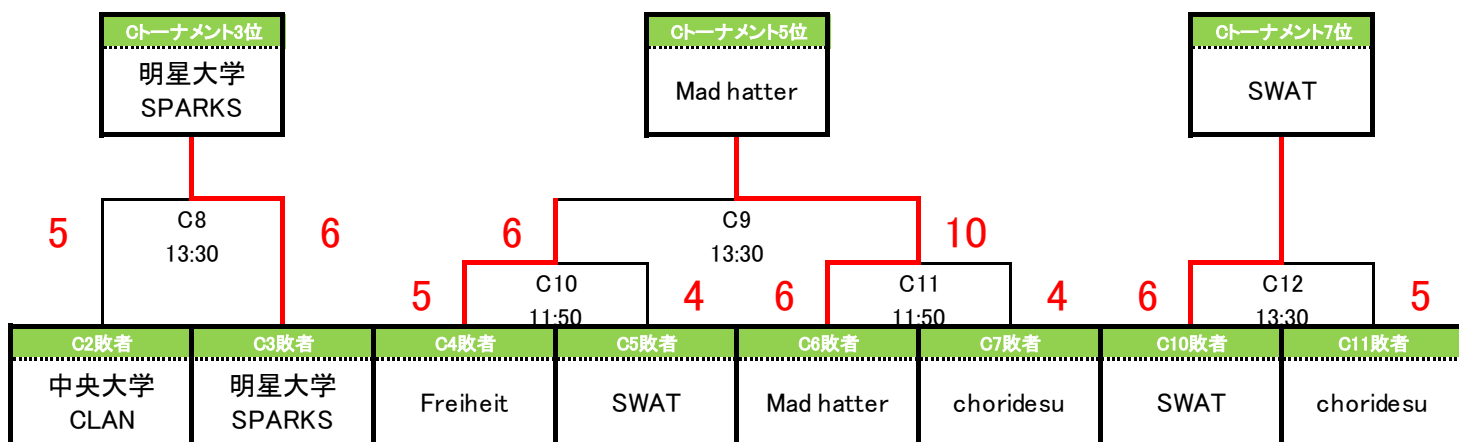 Cトーナメント3位
明星大学
SPARKS
Cトーナメント5位
Mad hatter
Cトーナメント7位
SWAT
5
C8
13:30
6
6
C9
13:30
10
5
C10
11:50
4
6
C11
11:50
4
6
C12
13:30
5
C2敗者
中央大学
CLAN
C3敗者
明星大学
SPARKS
C4敗者
Freiheit
C5敗者
SWAT
C6敗者
Mad hatter
C7敗者
choridesu
C10敗者
SWAT
C11敗者
choridesu